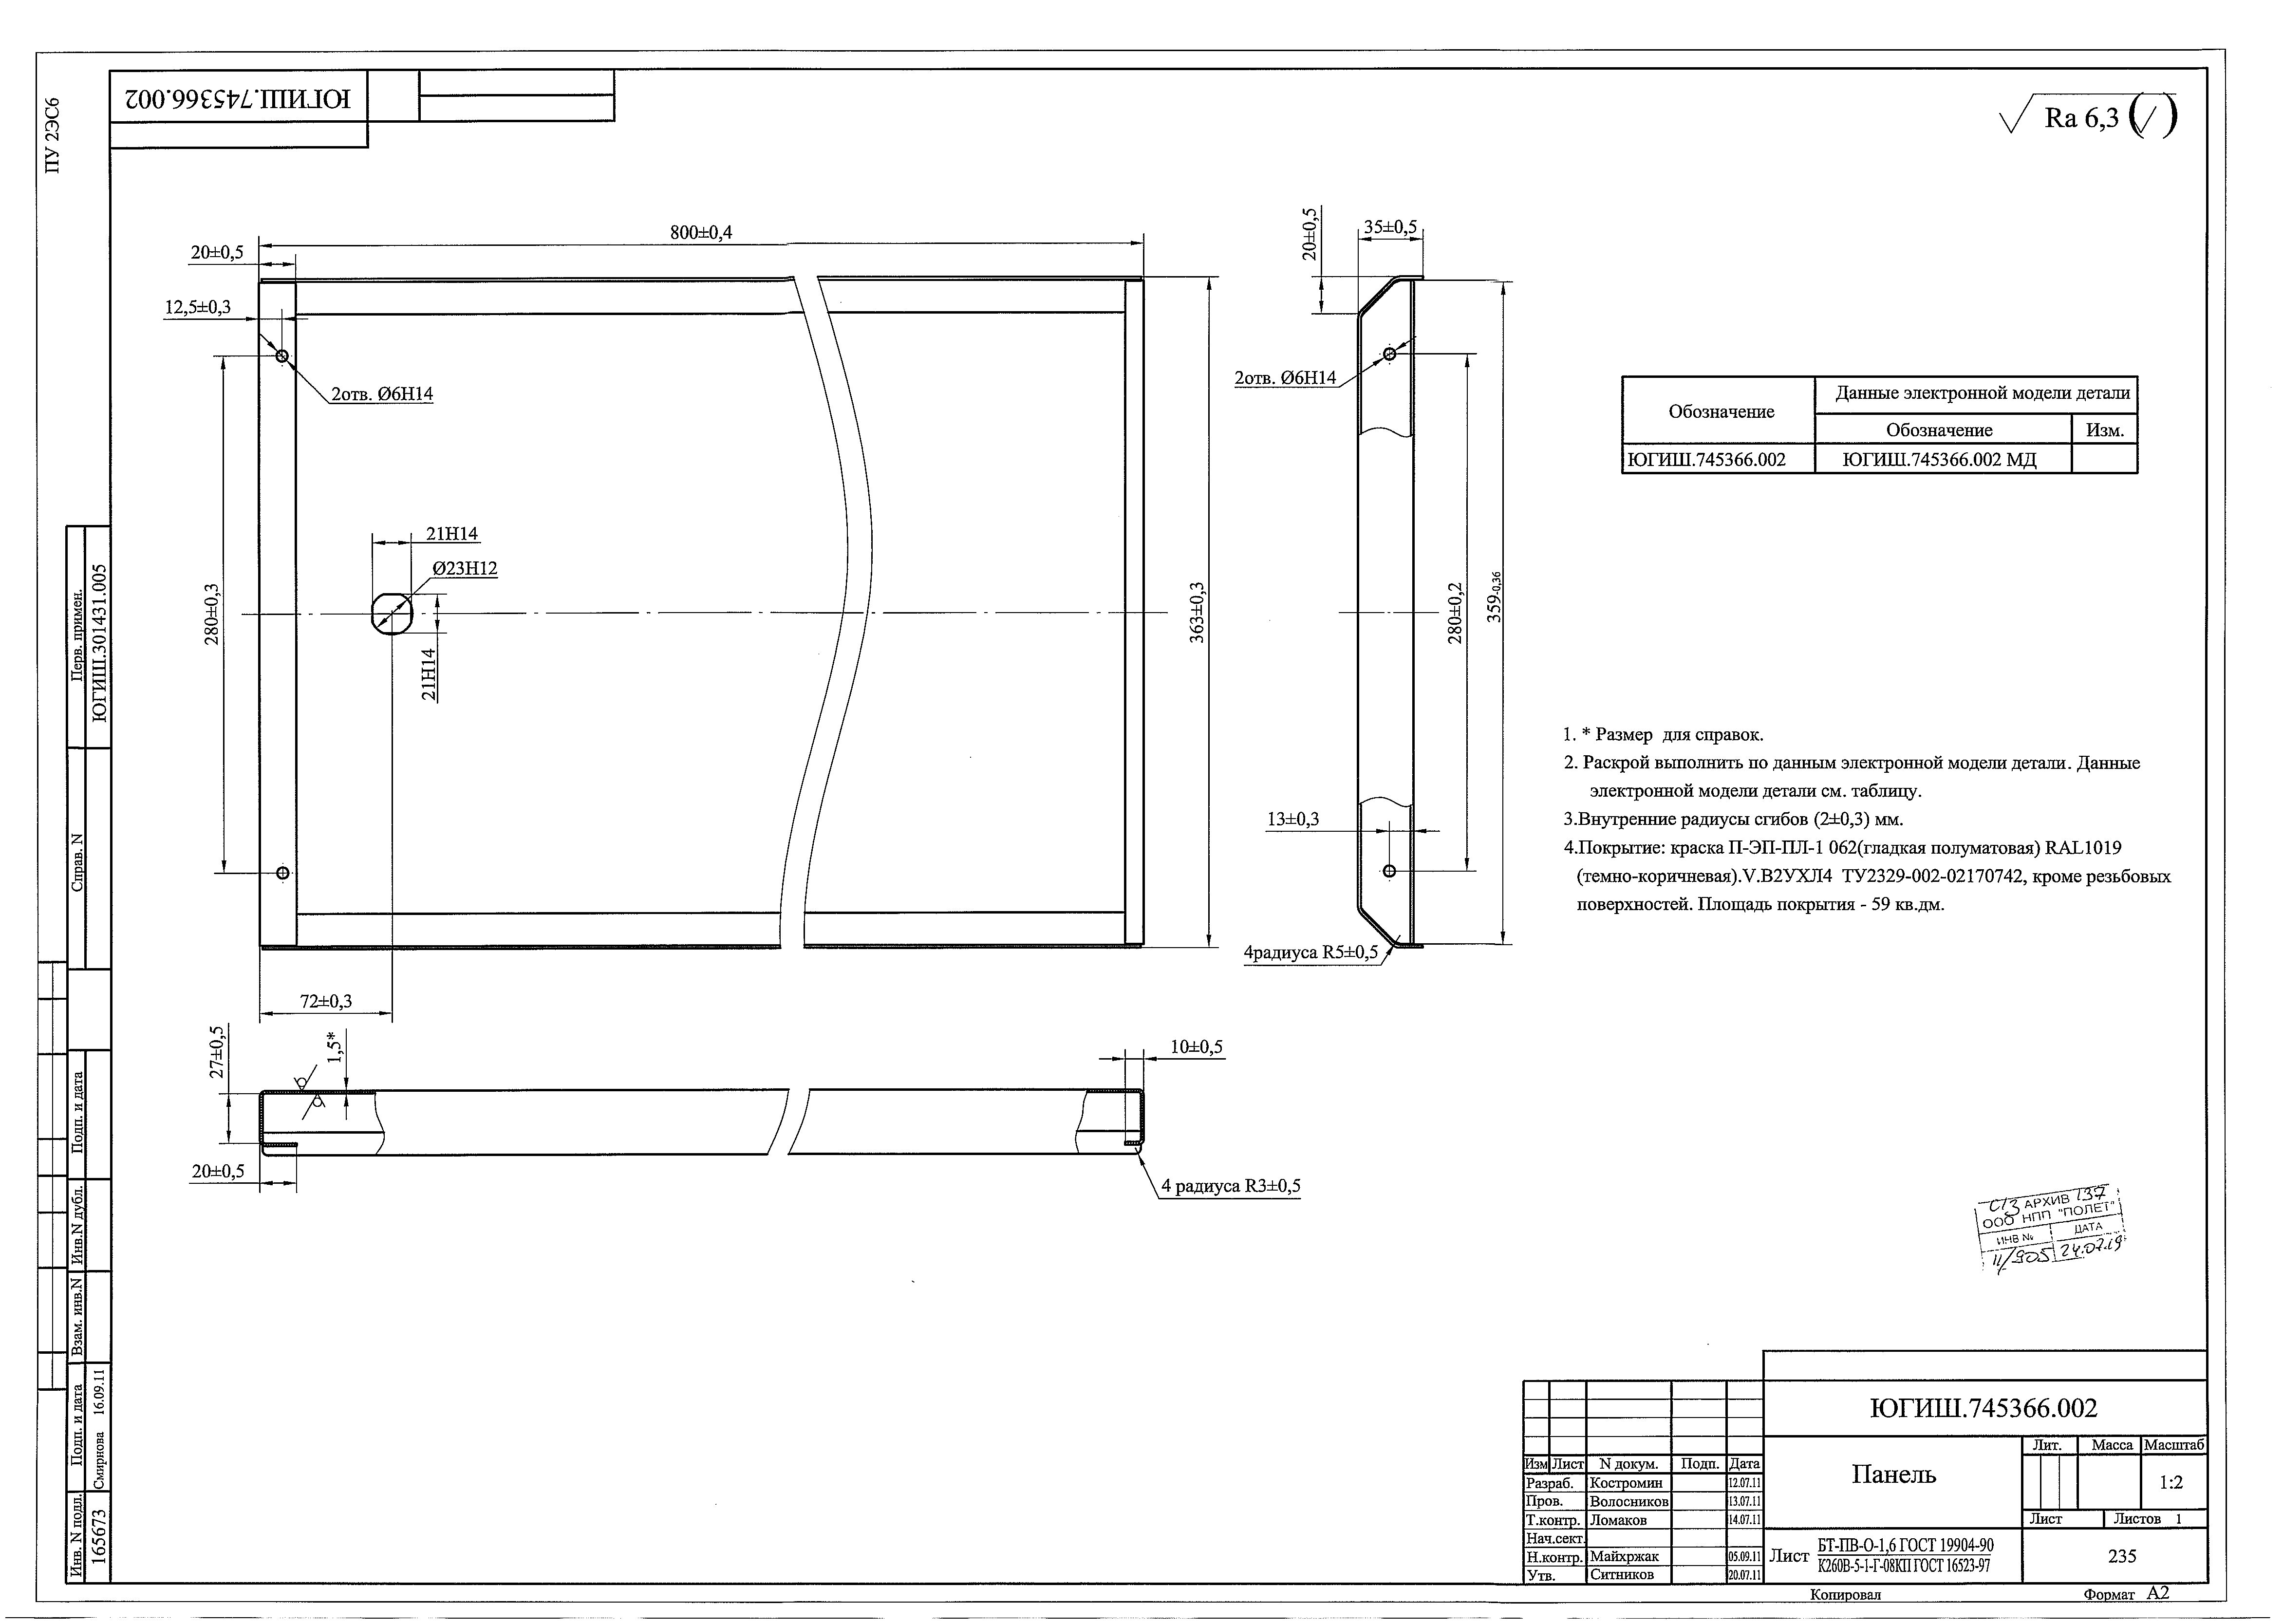 ПУ 2ЭС6
ЮГИШ.745366.002
Ra 6,3
800±0,4
20±0,5
12,5±0,3
2отв. Ø6H14
280±0,3
21H14
Ø23H12
21H14
363±0,3
72±0,3
20±0,5
35±0,5
2отв. Ø6H14
280±0,2
359-0,36
13±0,3
4радиуса R5±0,5
27±0,5
1,5*
20±0,5
10±0,5
4 радиуса R3±0,5
Обозначение
Данные электронной модели детали
Обозначение
Изм.
ЮГИШ.745366.002
ЮГИШ.745366.002 МД
1. * Размер для справок.
2. Раскрой выполнить по данным электронной модели детали. Данные
электронной модели детали см. таблицу.
3.Внутренние радиусы сгибов (2±0,3) мм.
4.Покрытие: краска П-ЭП-ПЛ-1 062(гладкая полуматовая) RAL1019
(темно-коричневая).V.В2УХЛ4 ТУ2329-002-02170742, кроме резьбовых
поверхностей. Площадь покрытия - 59 кв.дм.
Перв. примен.
ЮГИШ.301431.005
Справ. N
Подп. и дата
Инв.N дубл.
Взам. инв.N
Подп. и дата
Смирнова 16.09.11
Инв. N подл.
165673
С13 АРХИВ 137
ООО НПП "ПОЛЕТ"
ИНВ № ДАТА
11/905 24.07.19
ЮГИШ.745366.002
Изм Лист N докум. Подп. Дата
Разраб. Костромин 12.07.11
Пров. Волосников 13.07.11
Т.контр. Ломаков 14.07.11
Нач.сект.
Н.контр. Майхржак 05.09.11
Утв. Ситников 20.07.11
Панель
Лит. Масса Масштаб
1:2
Лист Листов 1
Лист БТ-ПВ-О-1,6 ГОСТ 19904-90
К260В-5-1-Г-08КП ГОСТ 16523-97
235
Копировал
Формат А2